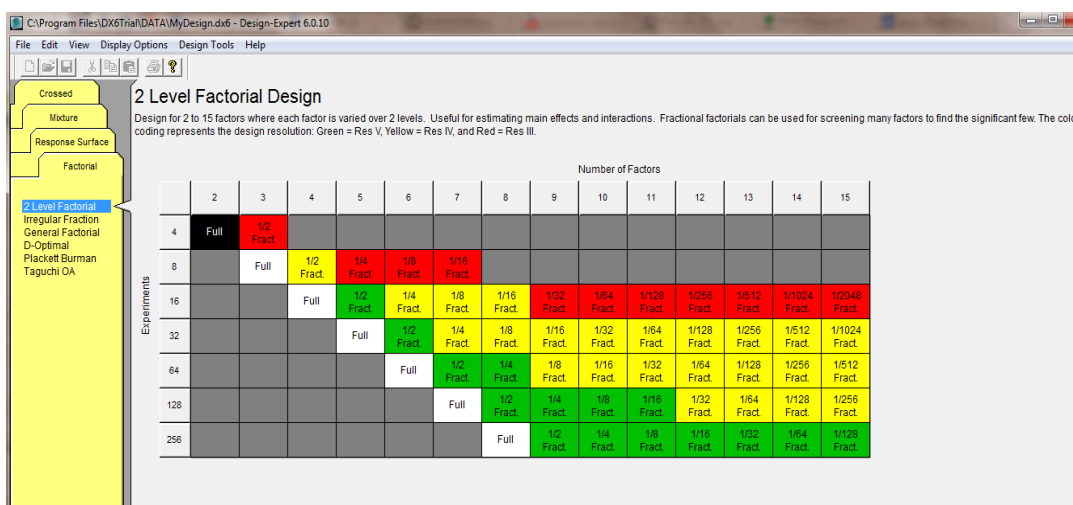 C:\Program Files\DX6Trial\DATA\MyDesign.dx6 - Design-Expert 6.0.10
File Edit View Display Options Design Tools Help
Crossed
Mixture
Response Surface
Factorial
2 Level Factorial
Irregular Fraction
General Factorial
D-Optimal
Plackett Burman
Taguchi OA
2 Level Factorial Design
Design for 2 to 15 factors where each factor is varied over 2 levels. Useful for estimating main effects and interactions. Fractional factorials can be used for screening many factors to find the significant few. The
coding represents the design resolution: Green = Res V, Yellow = Res IV, and Red = Res III.
Number of Factors
2 3 4 5 6 7 8 9 10 11 12 13 14 15
Experiments
4 Full 1/2 Fract.
8 Full 1/2 Fract. 1/4 Fract. 1/8 Fract. 1/16 Fract.
16 Full 1/2 Fract. 1/4 Fract. 1/8 Fract. 1/16 Fract. 1/32 Fract. 1/64 Fract. 1/128 Fract. 1/256 Fract. 1/512 Fract. 1/1024 Fract. 1/2048 Fract.
32 Full 1/2 Fract. 1/4 Fract. 1/8 Fract. 1/16 Fract. 1/32 Fract. 1/64 Fract. 1/128 Fract. 1/256 Fract. 1/512 Fract. 1/1024 Fract.
64 Full 1/2 Fract. 1/4 Fract. 1/8 Fract. 1/16 Fract. 1/32 Fract. 1/64 Fract. 1/128 Fract. 1/256 Fract. 1/512 Fract.
128 Full 1/2 Fract. 1/4 Fract. 1/8 Fract. 1/16 Fract. 1/32 Fract. 1/64 Fract. 1/128 Fract. 1/256 Fract.
256 Full 1/2 Fract. 1/4 Fract. 1/8 Fract. 1/16 Fract. 1/32 Fract. 1/64 Fract. 1/128 Fract.